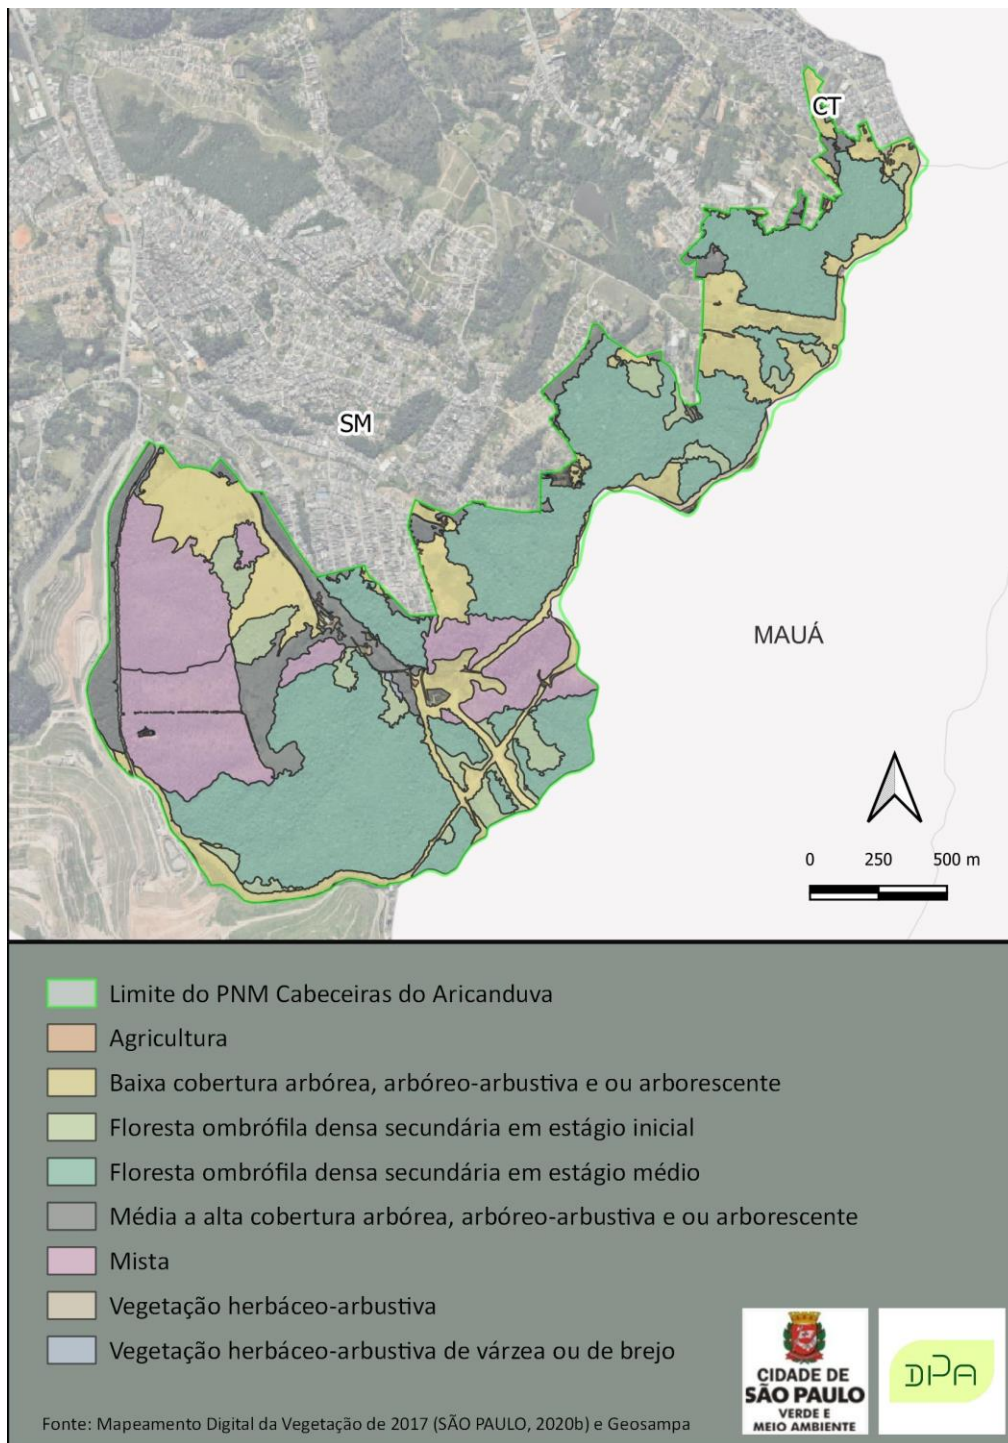 CT
SM
MAUÁ
0 250 500 m
Limite do PNM Cabeceiras do Aricanduva
Agricultura
Baixa cobertura arbórea, arbóreo-arbustiva e ou arborescente
Floresta ombrófila densa secundária em estágio inicial
Floresta ombrófila densa secundária em estágio médio
Média a alta cobertura arbórea, arbóreo-arbustiva e ou arborescente
Mista
Vegetação herbáceo-arbustiva
Vegetação herbáceo-arbustiva de várzea ou de brejo
CIDADE DE
SÃO PAULO
VERDE E
MEIO AMBIENTE
DPA
Fonte: Mapeamento Digital da Vegetação de 2017 (SÃO PAULO, 2020b) e Geosampa